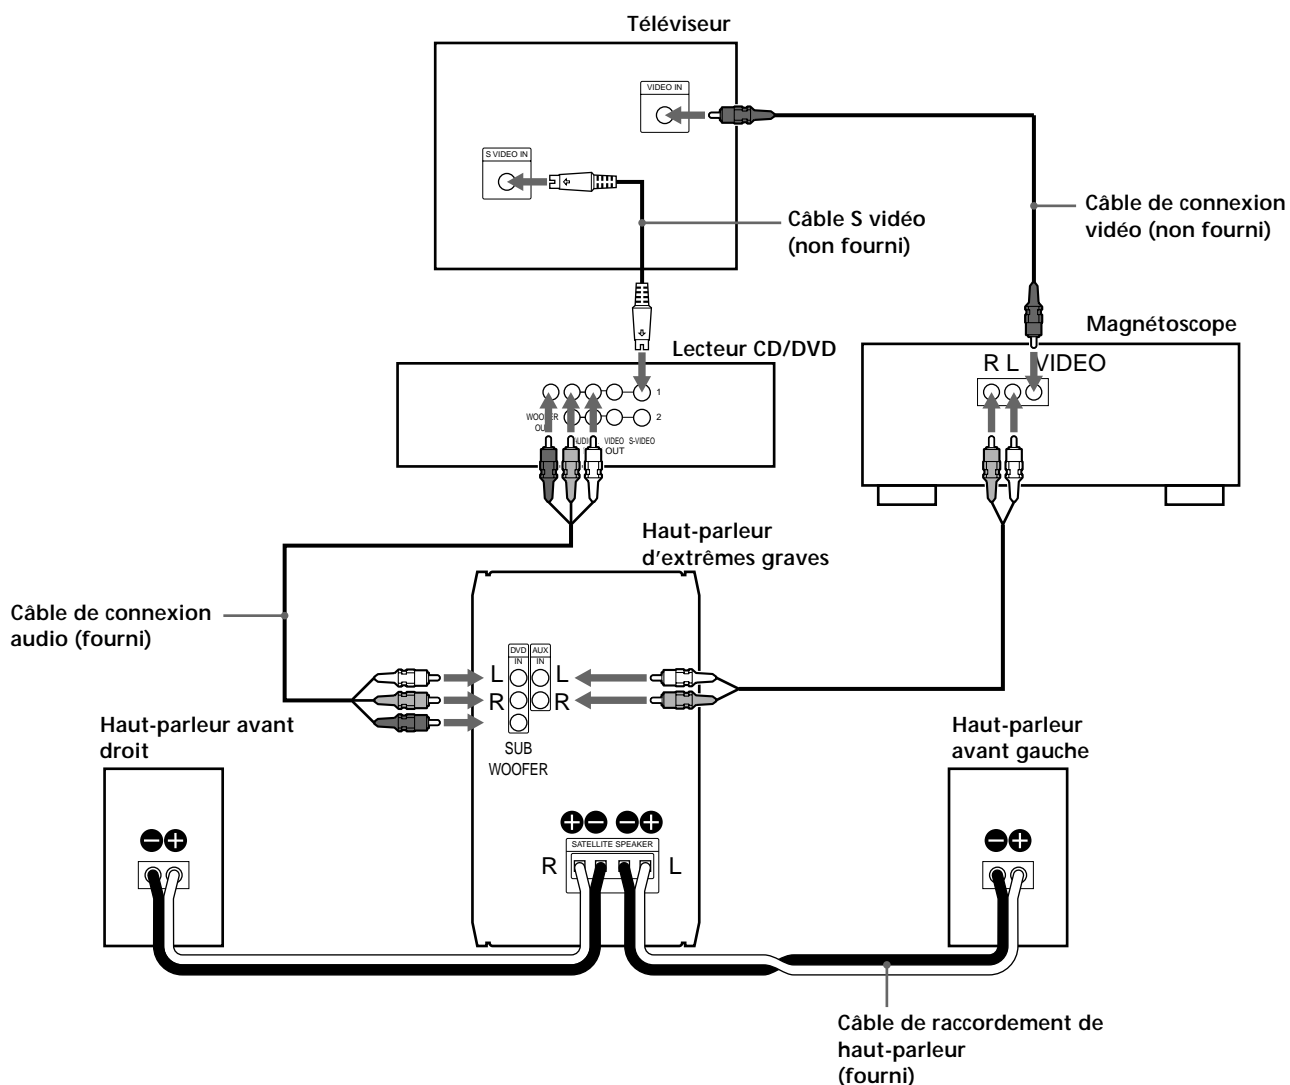 Téléviseur
VIDEO IN
S VIDEO IN
Câble S vidéo
(non fourni)
Câble de connexion
vidéo (non fourni)
Magnétoscope
Lecteur CD/DVD
R L VIDEO
1
2
VIDEO S-VIDEO
OUT
Haut-parleur
d'extrêmes graves
Câble de connexion
audio (fourni)
DVD AUX
IN IN
L L
R R
SUB
WOOFER
Haut-parleur avant
droit
Haut-parleur
avant gauche
SATELLITE SPEAKER
R L
Câble de raccordement de
haut-parleur
(fourni)